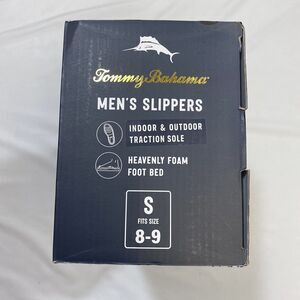 Tommy Bahama
MEN'S SLIPPERS
INDOOR & OUTDOOR
TRACTION SOLE
HEAVENLY FOAM
FOOT BED
S
FITS SIZE
8-9